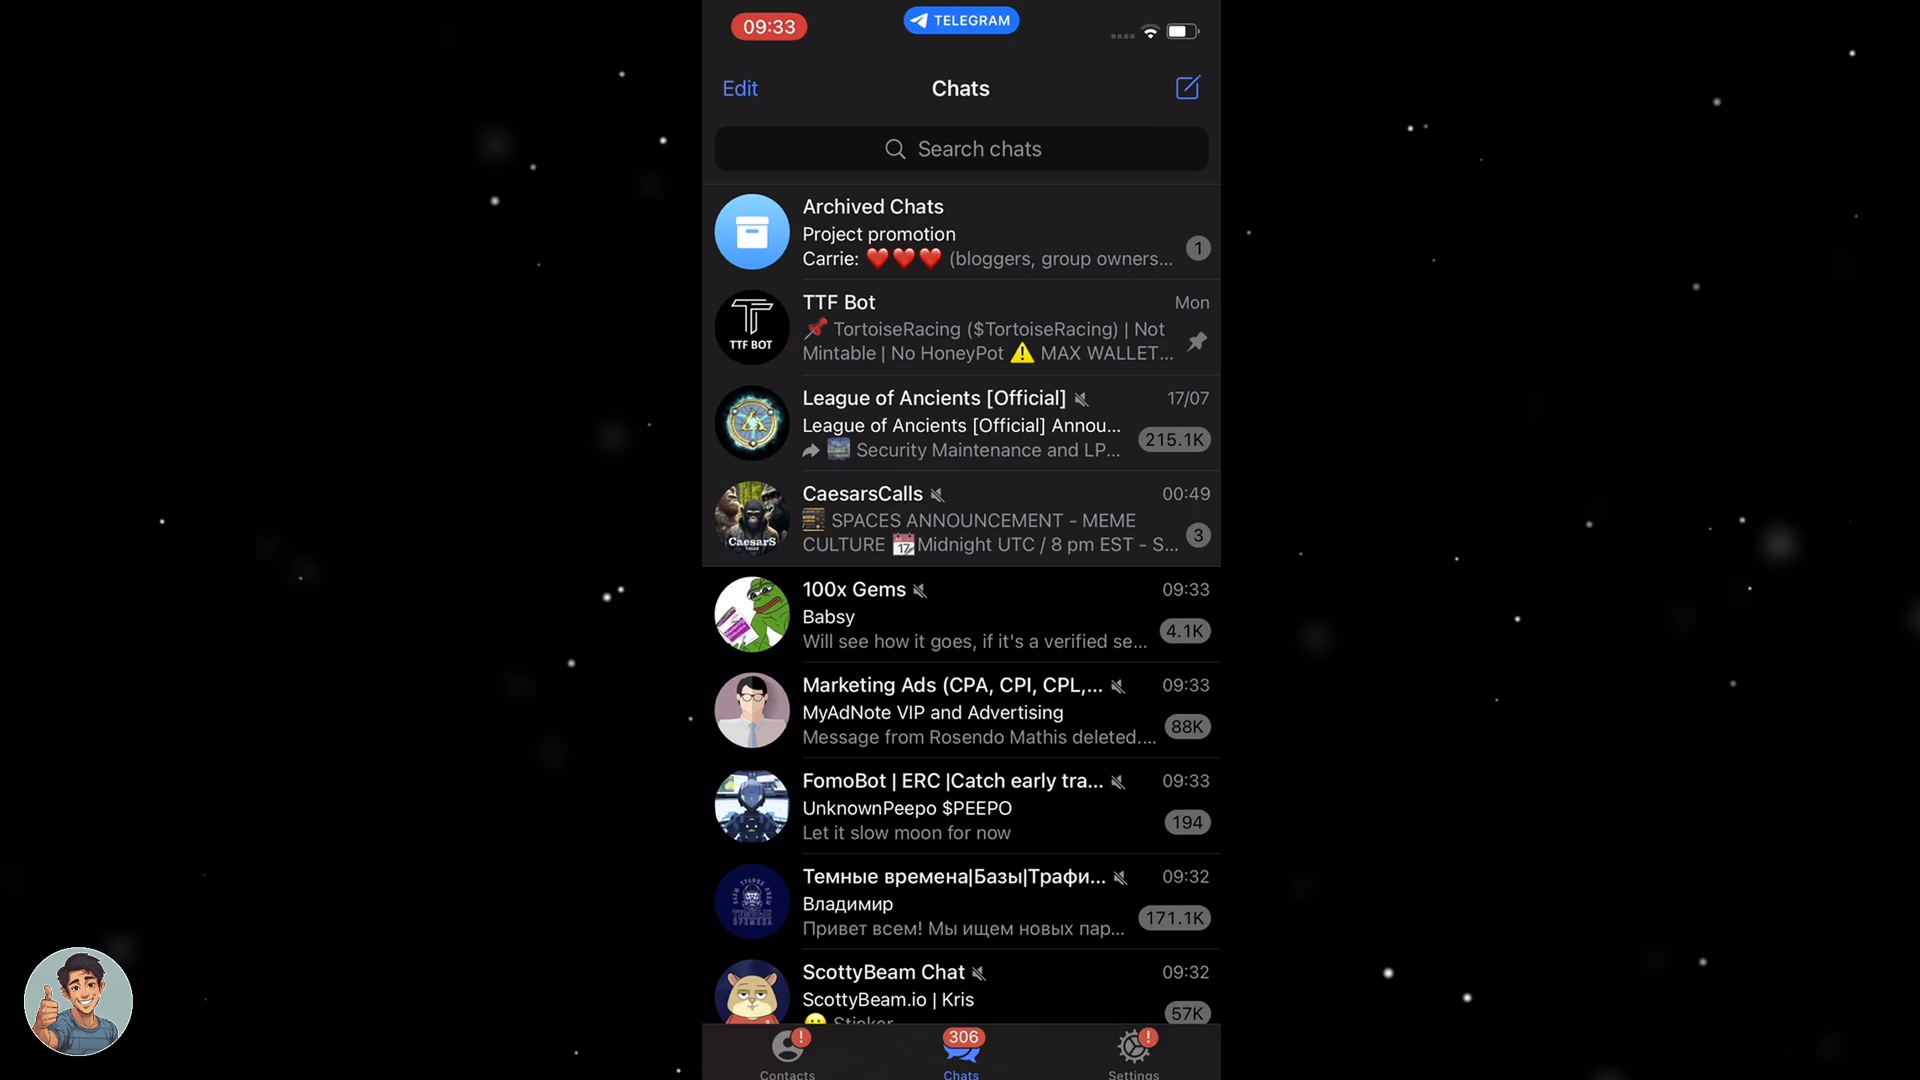 09:33
TELEGRAM
Edit
Chats
Search chats
Archived Chats
Project promotion
Carrie: ❤️❤️❤️ (bloggers, group owners...
1
TTF Bot
Mon
TTF BOT
📌 TortoiseRacing ($TortoiseRacing) | Not
Mintable | No HoneyPot ⚠️ MAX WALLET...
League of Ancients [Official]
17/07
League of Ancients [Official] Annou...
Security Maintenance and LP...
215.1K
CaesarsCalls
00:49
SPACES ANNOUNCEMENT - MEME
CULTURE 📅Midnight UTC / 8 pm EST - S...
3
CaesarS
CALLS
100x Gems
09:33
Babsy
Will see how it goes, if it's a verified se...
4.1K
Marketing Ads (CPA, CPI, CPL,...
09:33
MyAdNote VIP and Advertising
Message from Rosendo Mathis deleted....
88K
FomoBot | ERC |Catch early tra...
09:33
UnknownPeepo $PEEPO
Let it slow moon for now
194
Темные времена|Базы|Трафи...
09:32
Владимир
Привет всем! Мы ищем новых пар...
171.1K
ScottyBeam Chat
09:32
ScottyBeam.io | Kris
Sticker
57K
!
306
!
Contacts
Chats
Settings